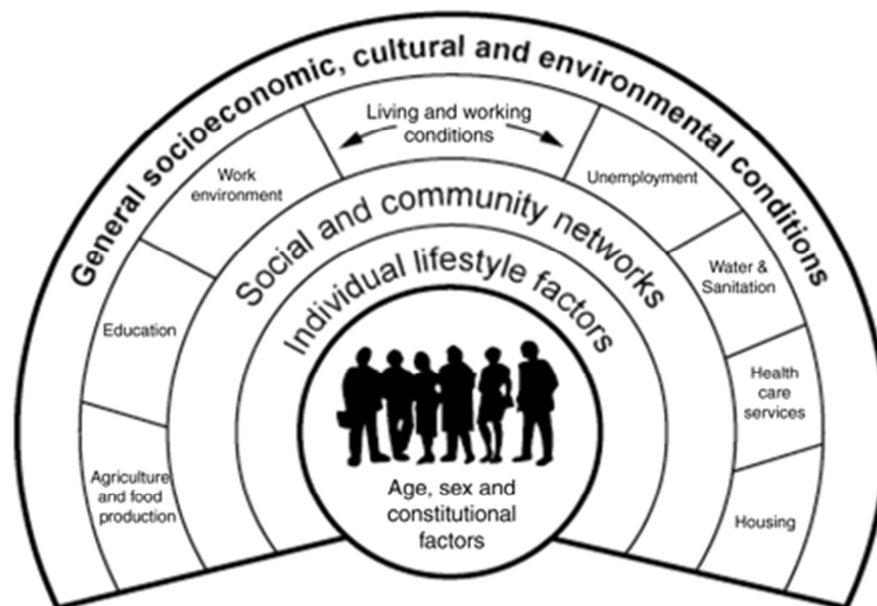 General socioeconomic, cultural and environmental conditions
Living and working
conditions
Work
environment
Unemployment
Education
Water &
Sanitation
Agriculture
and food
production
Health
care
services
Housing
Social and community networks
Individual lifestyle factors
Age, sex and
constitutional
factors